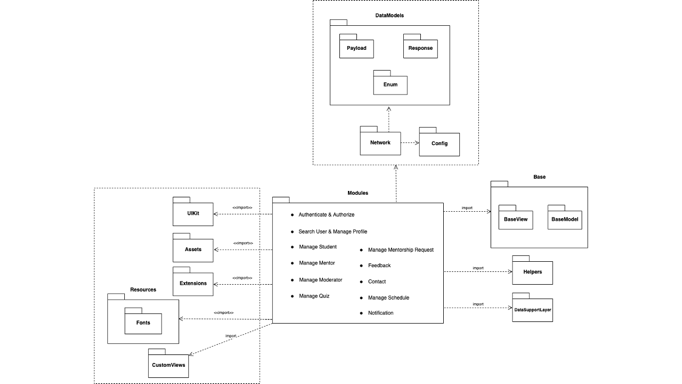 DataModels
Payload
Response
Enum
Network
Config
Modules
Authenticate & Authorize
Search User & Manage Profile
Manage Student
Manage Mentor
Manage Moderator
Manage Quiz
Manage Mentorship Request
Feedback
Contact
Manage Schedule
Notification
UIKit
<<import>>
Assets
<<import>>
Extensions
<<import>>
Resources
Fonts
<<import>>
CustomViews
import
Base
import
BaseView
BaseModel
import
Helpers
import
DataSupportLayer